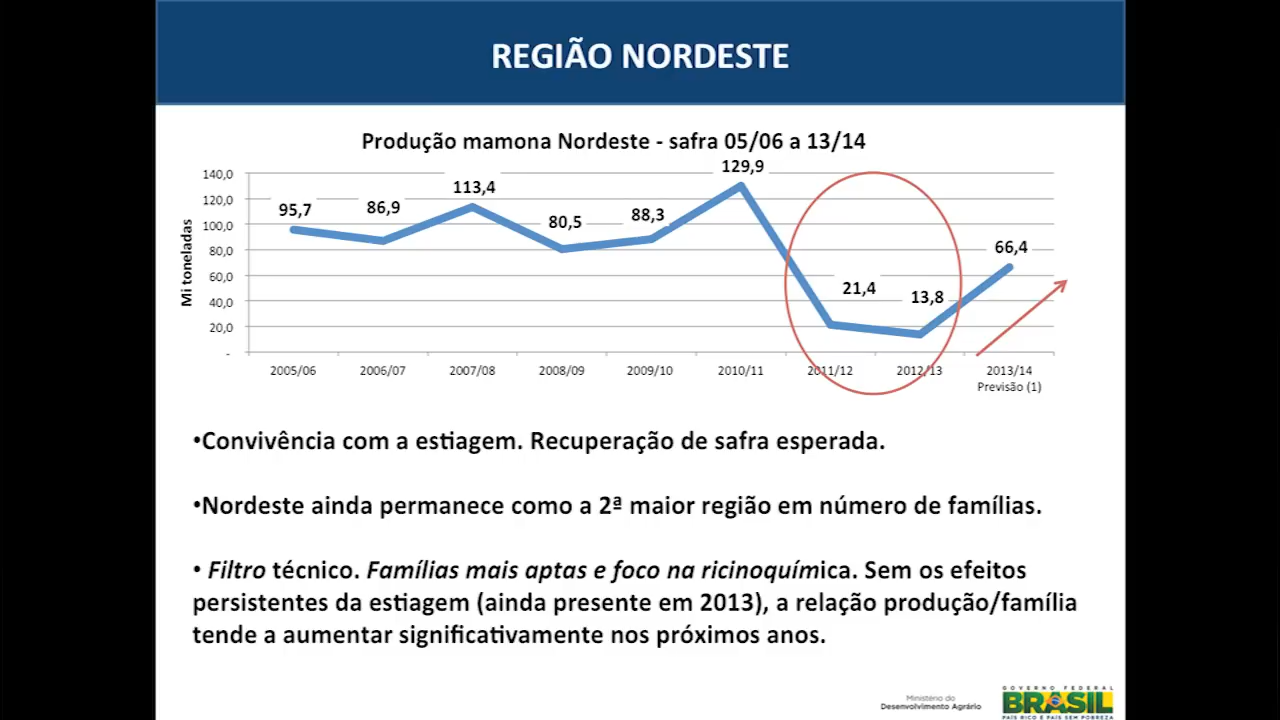 REGIÃO NORDESTE
Produção mamona Nordeste - safra 05/06 a 13/14
Mi toneladas
140,0
120,0
100,0
80,0
60,0
40,0
20,0
-
95,7
86,9
113,4
80,5
88,3
129,9
21,4
13,8
66,4
2005/06
2006/07
2007/08
2008/09
2009/10
2010/11
2011/12
2012/13
2013/14
Previsão (1)
•Convivência com a estiagem. Recuperação de safra esperada.
•Nordeste ainda permanece como a 2ª maior região em número de famílias.
• Filtro técnico. Famílias mais aptas e foco na ricinoquímica. Sem os efeitos
persistentes da estiagem (ainda presente em 2013), a relação produção/família
tende a aumentar significativamente nos próximos anos.
Ministério do
Desenvolvimento Agrário
GOVERNO FEDERAL
BRASIL
PAÍS RICO É PAÍS SEM POBREZA